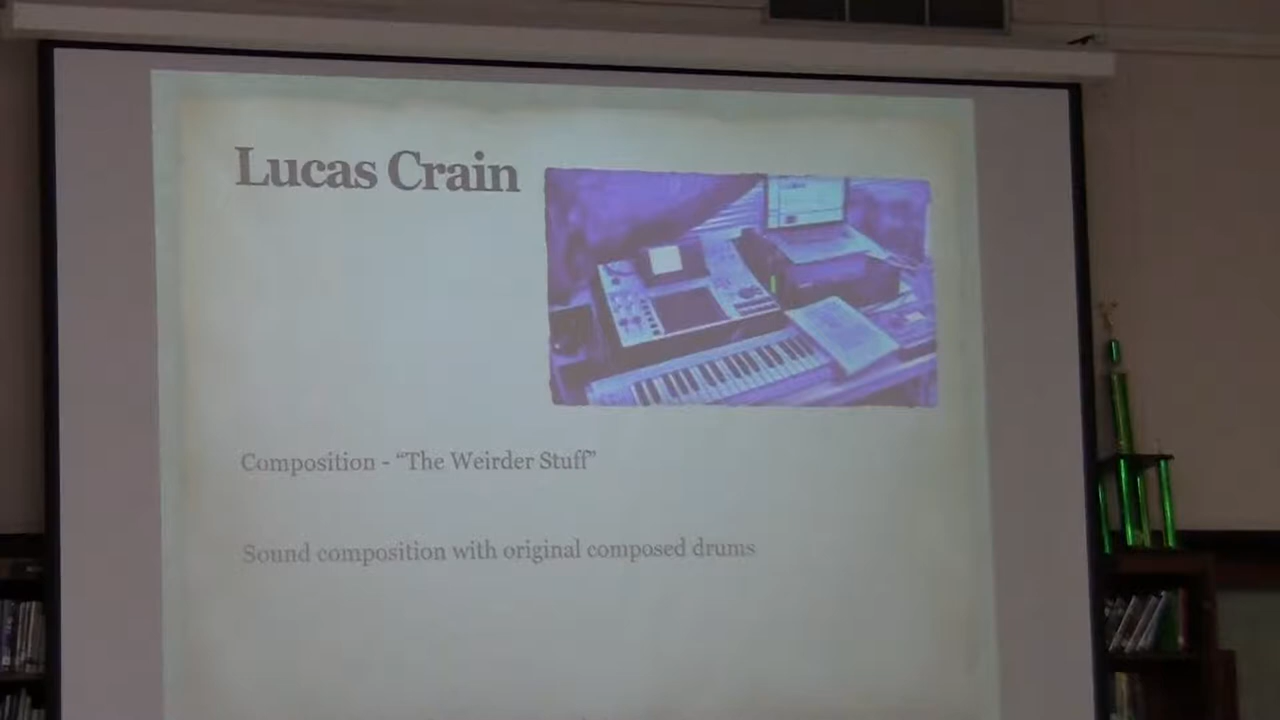 Lucas Crain
Composition - “The Weirder Stuff”
Sound composition with original composed drums